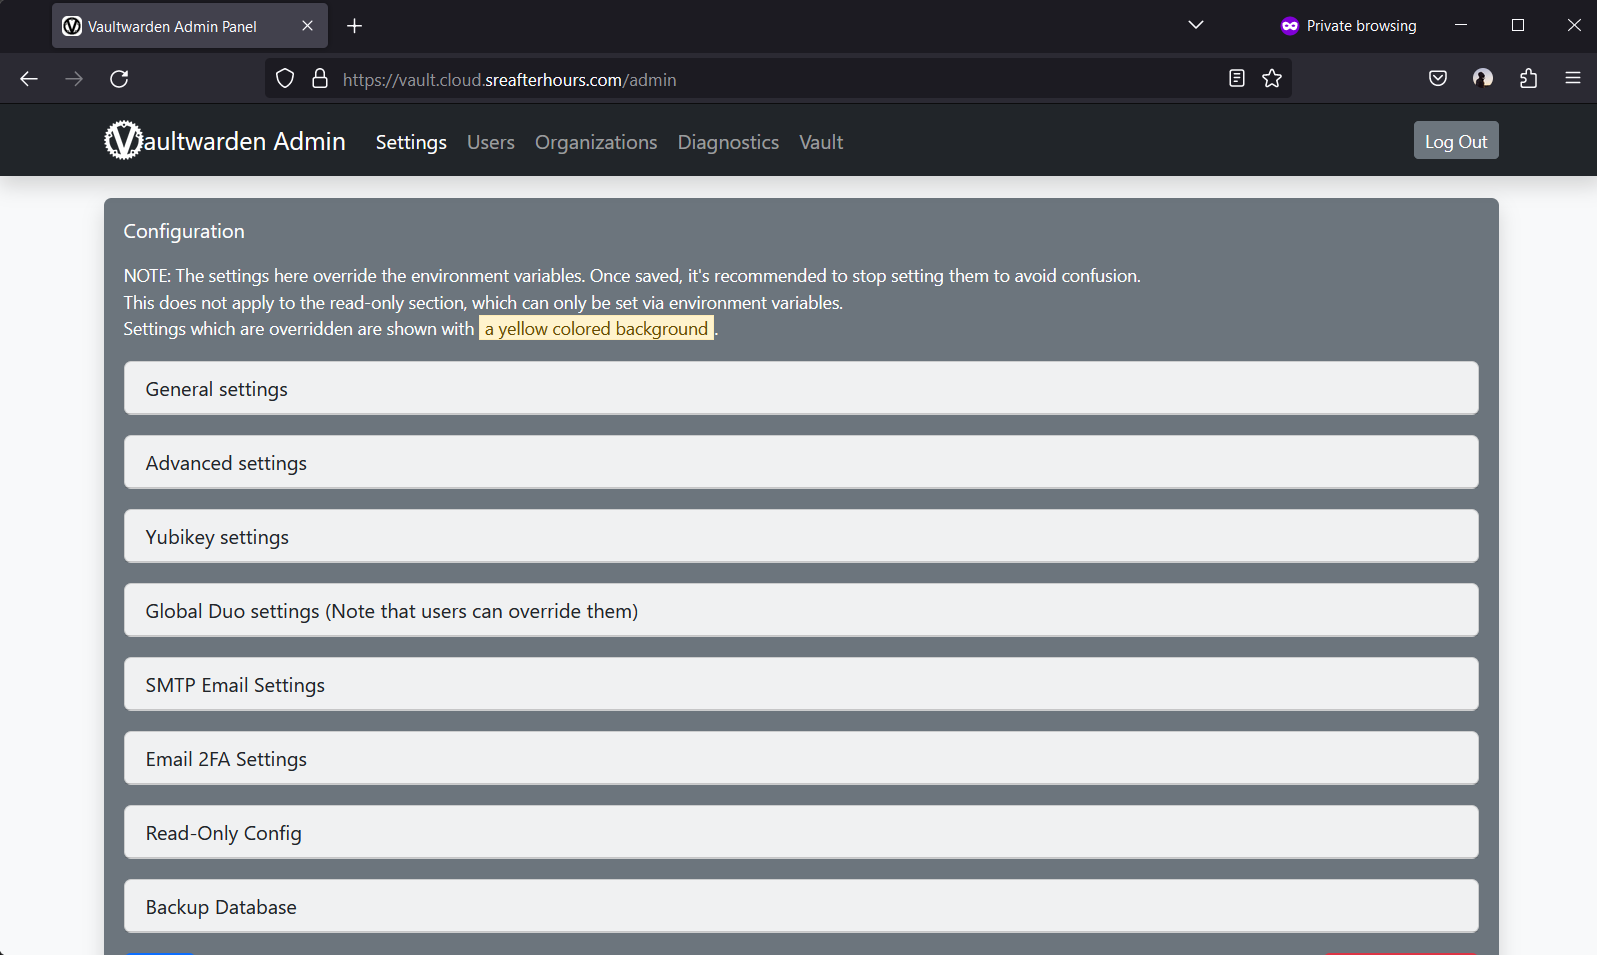 Vaultwarden Admin Panel
Private browsing
https://vault.cloud.sreafterhours.com/admin
Vaultwarden Admin
Settings
Users
Organizations
Diagnostics
Vault
Log Out
Configuration
NOTE: The settings here override the environment variables. Once saved, it's recommended to stop setting them to avoid confusion.
This does not apply to the read-only section, which can only be set via environment variables.
Settings which are overridden are shown with a yellow colored background.
General settings
Advanced settings
Yubikey settings
Global Duo settings (Note that users can override them)
SMTP Email Settings
Email 2FA Settings
Read-Only Config
Backup Database